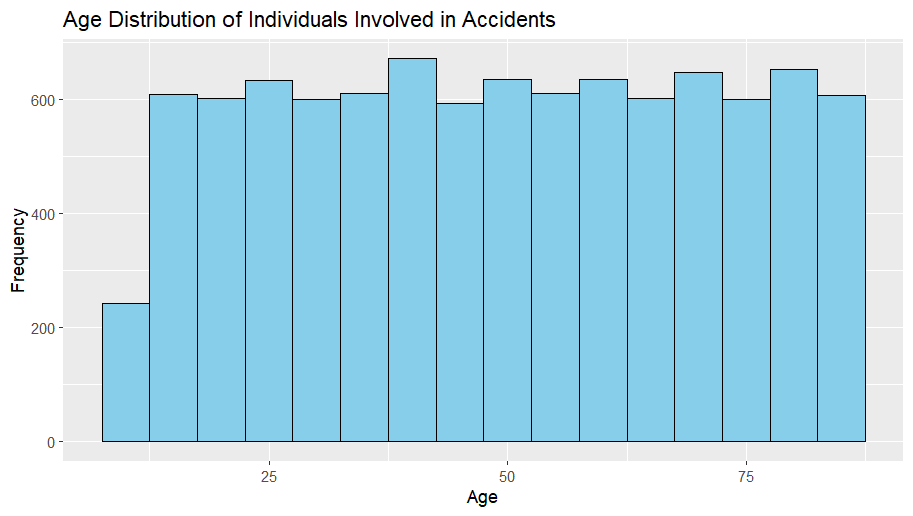 Age Distribution of Individuals Involved in Accidents
Frequency
600
400
200
0
25 50 75
Age